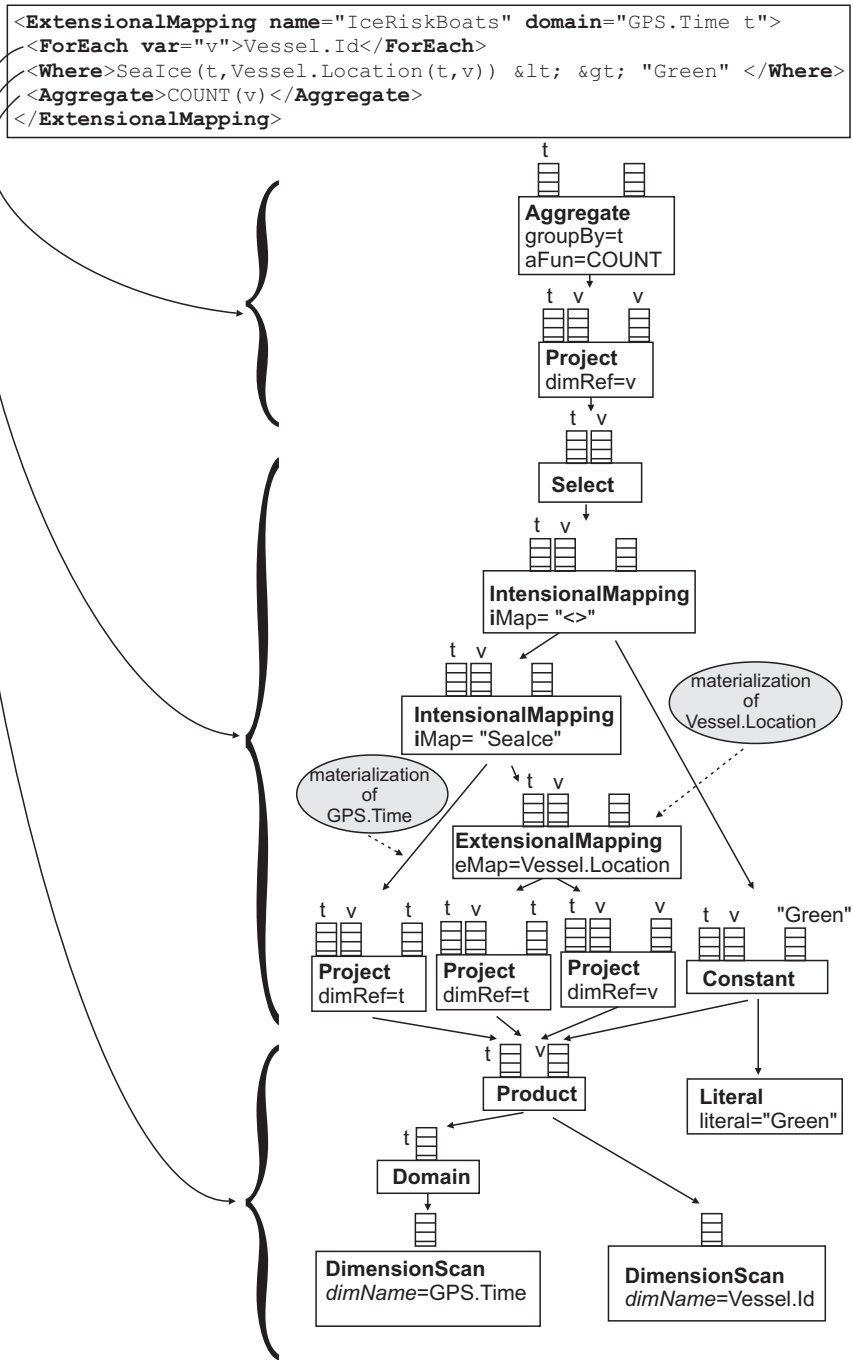 <ExtensionalMapping name="IceRiskBoats" domain="GPS.Time t">
<ForEach var="v">Vessel.Id</ForEach>
<Where>SeaIce(t,Vessel.Location(t,v)) &lt; &gt; "Green" </Where>
<Aggregate>COUNT(v)</Aggregate>
</ExtensionalMapping>
t
Aggregate
groupBy=t
aFun=COUNT
t v v
Project
dimRef=v
t v
Select
t v
IntensionalMapping
iMap= "<>"
t v
IntensionalMapping
iMap= "SeaIce"
materialization
of
Vessel.Location
materialization
of
GPS.Time
t v
ExtensionalMapping
eMap=Vessel.Location
t v t
Project
dimRef=t
t v t
Project
dimRef=t
t v v
Project
dimRef=v
t v "Green"
Constant
t v
Product
Literal
literal="Green"
t
Domain
DimensionScan
dimName=GPS.Time
DimensionScan
dimName=Vessel.Id